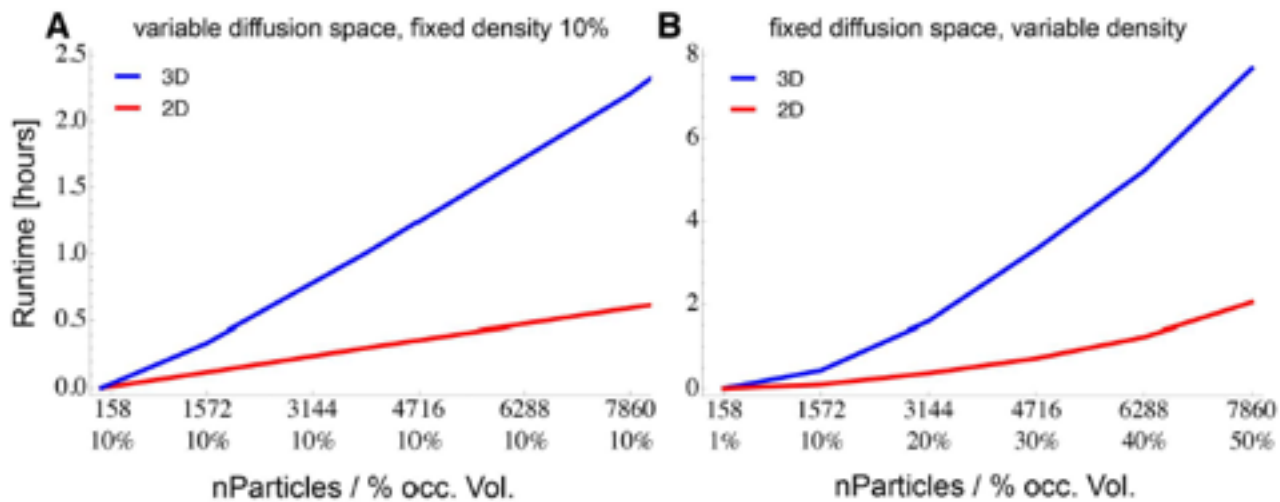 A variable diffusion space, fixed density 10%
2.5
2.0
1.5
1.0
0.5
0.0
Runtime [hours]
3D
2D
158 1572 3144 4716 6288 7860
10% 10% 10% 10% 10% 10%
nParticles / % occ. Vol.
B fixed diffusion space, variable density
8
6
4
2
0
3D
2D
158 1572 3144 4716 6288 7860
1% 10% 20% 30% 40% 50%
nParticles / % occ. Vol.